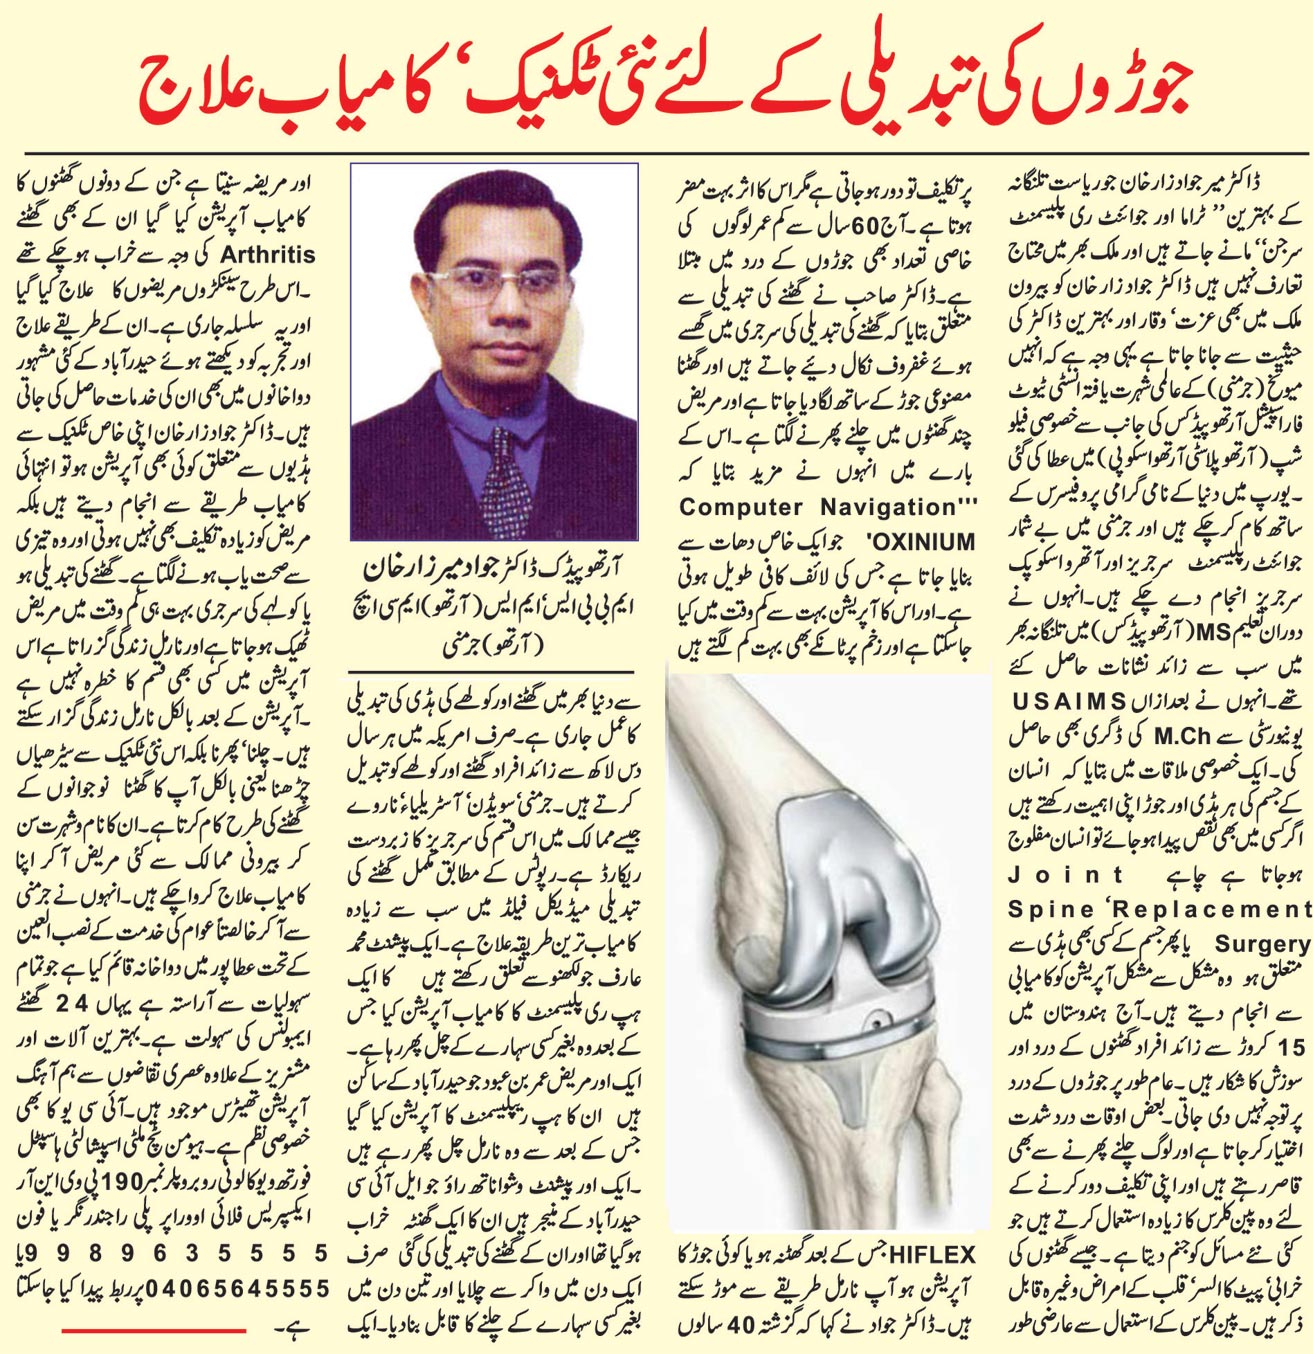 جوڑوں کی تبدیلی کے لئے نئی ٹکنیک‘ کامیاب علاج
ڈاکٹر میر جواد زار خان جو ریاست تلنگانہ
کے بہترین ’’ٹراما اور جوائنٹ ری پلیسمنٹ
سرجن‘‘ مانے جاتے ہیں اور ملک بھر میں محتاج
تعارف نہیں ہیں ڈاکٹر جواد زار خان کو بیرون
ملک میں بھی عزت‘ وقار اور بہترین ڈاکٹر کی
حیثیت سے جانا جاتا ہے یہی وجہ ہے کہ انہیں
میونخ (جرمنی) کے عالمی شہرت یافتہ انسٹی ٹیوٹ
فار اسپیشل آرتھو پیڈکس کی جانب سے خصوصی فیلو
شپ (آرتھو پلاسٹی آرتھو اسکوپی) میں عطا کی گئی
۔یورپ میں دنیا کے نامی گرامی پروفیسرس کے
ساتھ کام کر چکے ہیں اور جرمنی میں بے شمار
جوائنٹ رپلیسمنٹ سرجریز اور آتھرو اسکوپک
سرجریز انجام دے چکے ہیں۔انہوں نے
دوران تعلیم MS(آرتھو پیڈکس) میں تلنگانہ بھر
میں سب سے زائد نشانات حاصل کئے
تھے۔انہوں نے بعد ازاں USAIMS
یونیورسٹی سے M.Ch کی ڈگری بھی حاصل
کی۔ایک خصوصی ملاقات میں بتایا کہ انسان
کے جسم کی ہر ہڈی اور جوڑ اپنی اہمیت رکھتے ہیں
اگر کسی میں بھی نقص پیدا ہوجائے تو انسان مفلوج
ہوجاتا ہے چاہے Joint
Spine ‘Replacement
Surgery یا پھر جسم کے کسی بھی ہڈی سے
متعلق ہو وہ مشکل سے مشکل آپریشن کو کامیابی
سے انجام دیتے ہیں۔آج ہندوستان میں
15 کروڑ سے زائد افراد گھٹنوں کے درد اور
سوزش کا شکار ہیں۔عام طور پر جوڑوں کے درد
پر توجہ نہیں دی جاتی۔بعض اوقات درد شدت
اختیار کر جاتا ہے اور لوگ چلنے پھرنے سے بھی
قاصر رہتے ہیں اور اپنی تکلیف دور کرنے کے
لئے وہ پین کلرس کا زیادہ استعمال کرتے ہیں جو
کئی نئے مسائل کو جنم دیتا ہے۔جیسے گھٹنوں کی
خرابی‘ پیٹ کا السر‘ قلب کے امراض وغیرہ قابل
ذکر ہیں۔پین کلرس کے استعمال سے عارضی طور
پر تکلیف تو دور ہوجاتی ہے مگر اس کا اثر بہت مضر
ہوتا ہے۔آج 60 سال سے کم عمر لوگوں کی
خاصی تعداد بھی جوڑوں کے درد میں مبتلا
ہے۔ڈاکٹر صاحب نے گھٹنے کی تبدیلی سے
متعلق بتایا کہ گھٹنے کی تبدیلی کی سرجری میں گھسے
ہوئے غفروف نکال دیئے جاتے ہیں اور گھٹنا
مصنوعی جوڑ کے ساتھ لگا دیا جاتا ہے اور مریض
چند گھنٹوں میں چلنے پھرنے لگتا ہے۔اس کے
بارے میں انہوں نے مزید بتایا کہ
Computer Navigation'''
'OXINIUM جو ایک خاص دھات سے
بنایا جاتا ہے جس کی لائف کافی طویل ہوتی
ہے۔اور اس کا آپریشن بہت سے کم وقت میں کیا
جاسکتا ہے اور زخم پر ٹانکے بھی بہت کم لگتے ہیں
HIFLEX جس کے بعد گھٹنہ ہو یا کوئی جوڑ کا
آپریشن ہو آپ نارمل طریقے سے موڑ سکتے
ہیں۔ڈاکٹر جواد نے کہا کہ گزشتہ 40 سالوں
آرتھو پیڈک ڈاکٹر جواد میر زار خان
ایم بی بی ایس‘ ایم ایس (آرتھو) ایم سی ایچ
(آرتھو) جرمنی
سے دنیا بھر میں گھٹنے اور کولھے کی ہڈی کی تبدیلی
کا عمل جاری ہے۔صرف امریکہ میں ہر سال
دس لاکھ سے زائد افراد گھٹنے اور کولھے کو تبدیل
کرتے ہیں۔جرمنی‘ سویڈن‘ آسٹریلیاء‘ ناروے
جیسے ممالک میں اس قسم کی سرجریز کا زبردست
ریکارڈ ہے۔رپوٹس کے مطابق مکمل گھٹنے کی
تبدیلی میڈیکل فیلڈ میں سب سے زیادہ
کامیاب ترین طریقہ علاج ہے۔ایک پیشنٹ محمد
عارف جو لکھنو سے تعلق رکھتے ہیں کا ایک
ہپ ری پلیسمنٹ کا کامیاب آپریشن کیا جس
کے بعد وہ بغیر کسی سہارے کے چل پھر رہا ہے۔
ایک اور مریض عمر بن عبود جو حیدرآباد کے ساکن
ہیں ان کا ہپ ریپلیسمنٹ کا آپریشن کیا گیا
جس کے بعد سے وہ نارمل چل پھر رہے ہیں
۔ایک اور پیشنٹ وشواناتھ راؤ جو ایل آئی سی
حیدرآباد کے منیجر ہیں ان کا ایک گھنٹہ خراب
ہوگیا تھا اور ان کے گھٹنے کی تبدیلی کی گئی صرف
ایک دن میں واکر سے چلایا اور تین دن میں
بغیر کسی سہارے کے چلنے کا قابل بنادیا۔ایک
اور مریضہ سنیتا ہے جن کے دونوں گھٹنوں کا
کامیاب آپریشن کیا گیا ان کے بھی گھٹنے
Arthritis کی وجہ سے خراب ہوچکے تھے
۔اس طرح سینکڑوں مریضوں کا علاج کیا گیا
اور یہ سلسلہ جاری ہے۔ان کے طریقے علاج
اور تجربہ کو دیکھتے ہوئے حیدرآباد کے کئی مشہور
دواخانوں میں بھی ان کی خدمات حاصل کی جاتی
ہیں۔ڈاکٹر جواد زار خان اپنی خاص ٹکنیک سے
ہڈیوں سے متعلق کوئی بھی آپریشن ہو تو انتہائی
کامیاب طریقے سے انجام دیتے ہیں بلکہ
مریض کو زیادہ تکلیف بھی نہیں ہوتی اور وہ تیزی
سے صحت یاب ہونے لگتا ہے۔گھٹنے کی تبدیلی ہو
یا کولہے کی سرجری بہت ہی کم وقت میں مریض
ٹھیک ہوجاتا ہے اور نارمل زندگی گزراتا ہے اس
آپریشن میں کسی بھی قسم کا خطرہ نہیں ہے
۔آپریشن کے بعد بالکل نارمل زندگی گزار سکتے
ہیں۔چلنا‘ پھرنا بلکہ اس نئی ٹکنیک سے سیڑھیاں
چڑھنا یعنی بالکل آپ کا گھٹنا نوجوانوں کے
گھٹنے کی طرح کام کرتا ہے۔ان کا نام و شہرت سن
کر بیرونی ممالک سے کئی مریض آکر اپنا
کامیاب علاج کرواچکے ہیں۔انہوں نے جرمنی
سے آکر خالصتاً عوام کی خدمت کے نصب العین
کے تحت عطاپور میں دواخانہ قائم کیا ہے جو تمام
سہولیات سے آراستہ ہے یہاں 24 گھنٹے
ایمبولنس کی سہولت ہے۔بہترین آلات اور
مشنریز کے علاوہ عصری تقاضوں سے ہم آہنگ
آپریشن تھیٹرس موجود ہیں۔آئی سی یو کا بھی
خصوصی نظم ہے۔ہیومن ٹچ ملٹی اسپیشالٹی ہاسپٹل
فورتھ ویو کالونی روبرو پلر نمبر 190 پی وی این آر
ایکسپریس فلائی اوور اپر پلی راجندر نگر یا فون
9989635555 یا
04065645555 پر ربط پیدا کیا جاسکتا
ہے۔